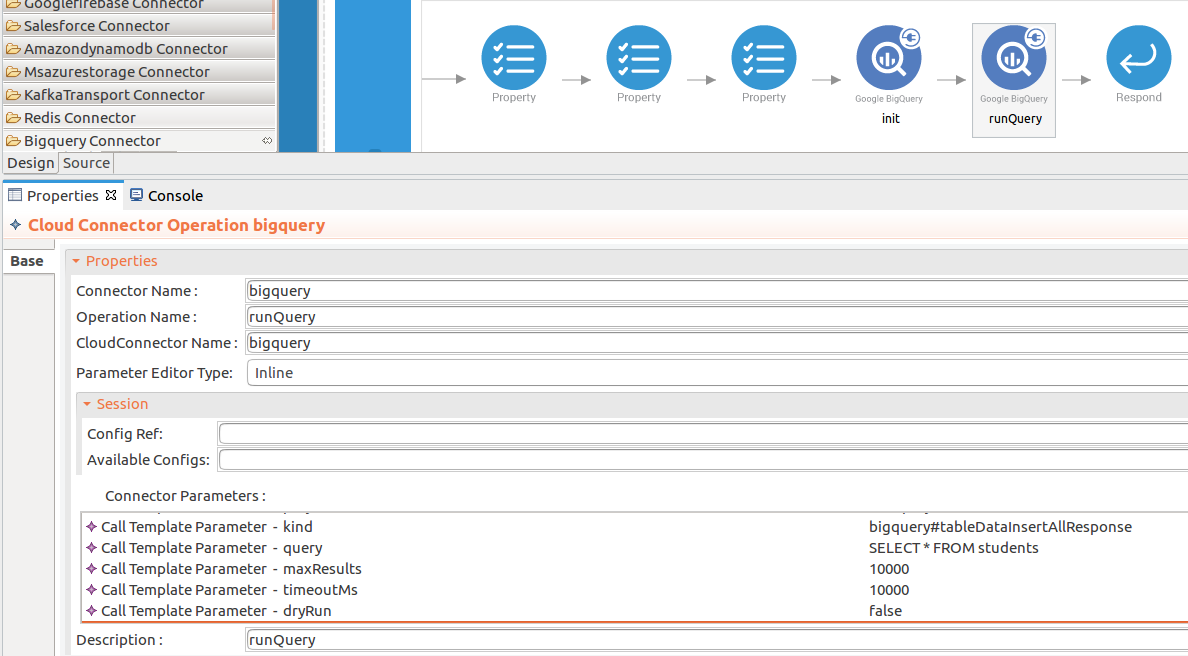 Googlefirebase Connector
Salesforce Connector
Amazondynamodb Connector
Msazurestorage Connector
KafkaTransport Connector
Redis Connector
Bigquery Connector
Property
Property
Property
Google BigQuery
init
Google BigQuery
runQuery
Respond
Design Source
Properties Console
Cloud Connector Operation bigquery
Base
Properties
Connector Name : bigquery
Operation Name : runQuery
CloudConnector Name : bigquery
Parameter Editor Type: Inline
Session
Config Ref:
Available Configs:
Connector Parameters :
Call Template Parameter - kind bigquery#tableDataInsertAllResponse
Call Template Parameter - query SELECT * FROM students
Call Template Parameter - maxResults 10000
Call Template Parameter - timeoutMs 10000
Call Template Parameter - dryRun false
Description : runQuery